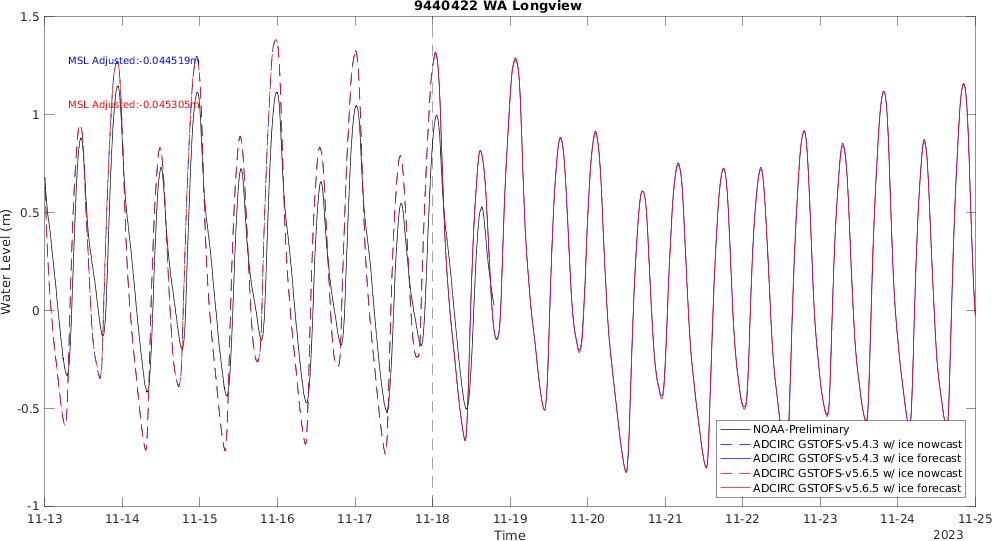 9440422 WA Longview
1.5
MSL Adjusted:-0.044519m
MSL Adjusted:-0.045305m
1
0.5
0
-0.5
-1
Water Level (m)
NOAA-Preliminary
ADCIRC GSTOFS-v5.4.3 w/ ice nowcast
ADCIRC GSTOFS-v5.4.3 w/ ice forecast
ADCIRC GSTOFS-v5.6.5 w/ ice nowcast
ADCIRC GSTOFS-v5.6.5 w/ ice forecast
11-13 11-14 11-15 11-16 11-17 11-18 11-19 11-20 11-21 11-22 11-23 11-24 11-25
Time
2023